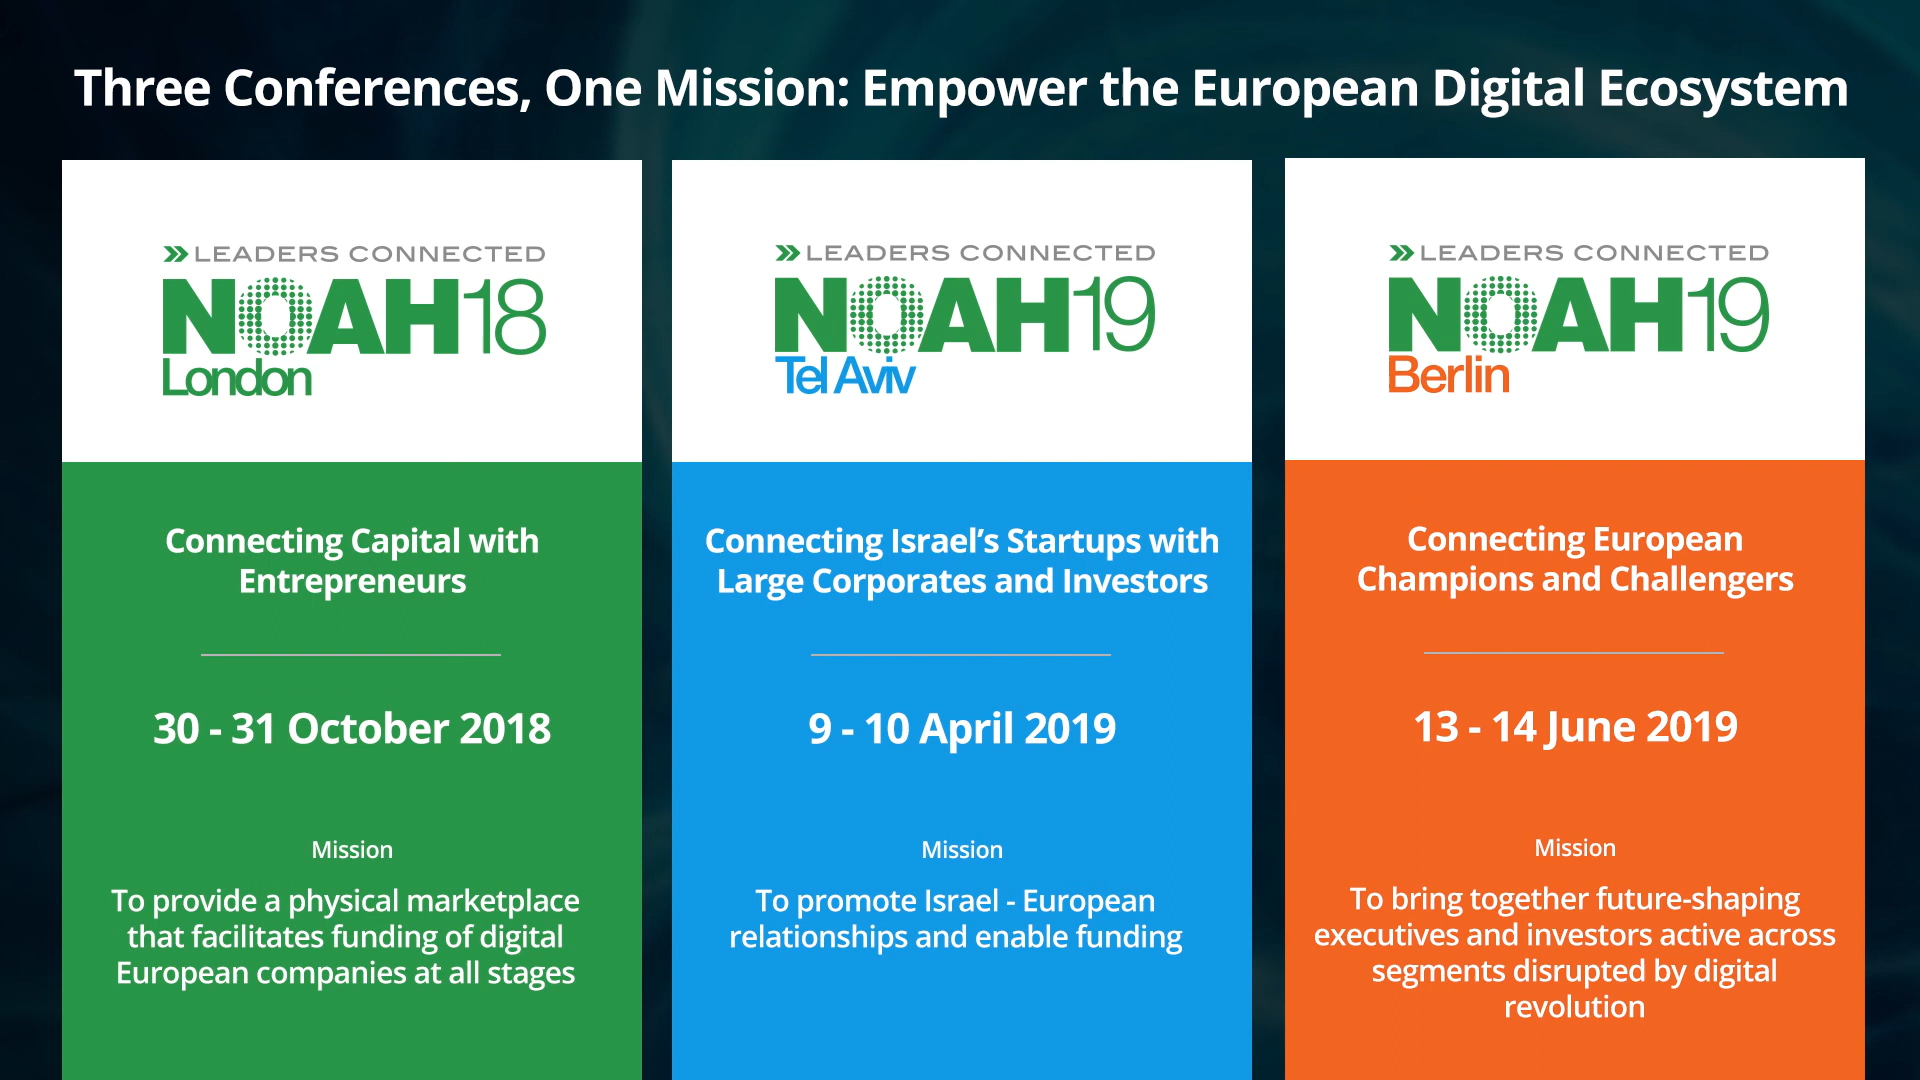 Three Conferences, One Mission: Empower the European Digital Ecosystem
LEADERS CONNECTED
NOAH18
London
Connecting Capital with
Entrepreneurs
30 - 31 October 2018
Mission
To provide a physical marketplace
that facilitates funding of digital
European companies at all stages
LEADERS CONNECTED
NOAH19
Tel Aviv
Connecting Israel’s Startups with
Large Corporates and Investors
9 - 10 April 2019
Mission
To promote Israel - European
relationships and enable funding
LEADERS CONNECTED
NOAH19
Berlin
Connecting European
Champions and Challengers
13 - 14 June 2019
Mission
To bring together future-shaping
executives and investors active across
segments disrupted by digital
revolution